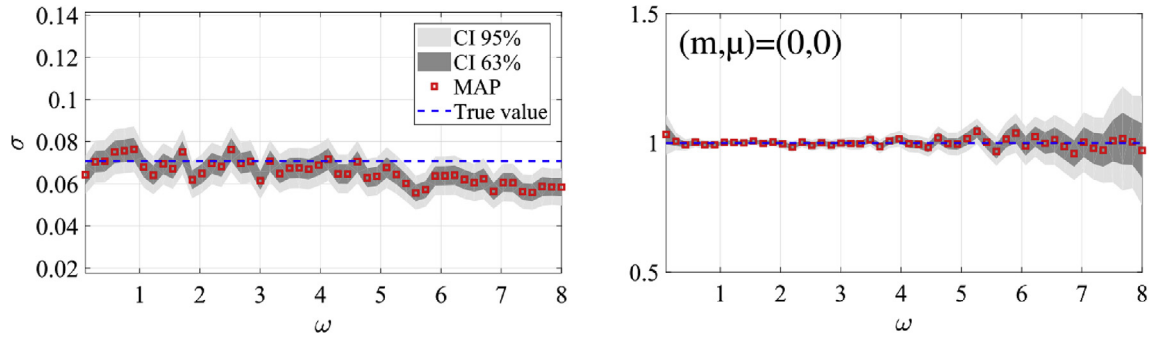 0.14
0.12
0.1
0.08
0.06
0.04
0.02
σ
CI 95%
CI 63%
MAP
True value
1 2 3 4 5 6 7 8
ω
1.5
1
0.5
(m,μ)=(0,0)
1 2 3 4 5 6 7 8
ω